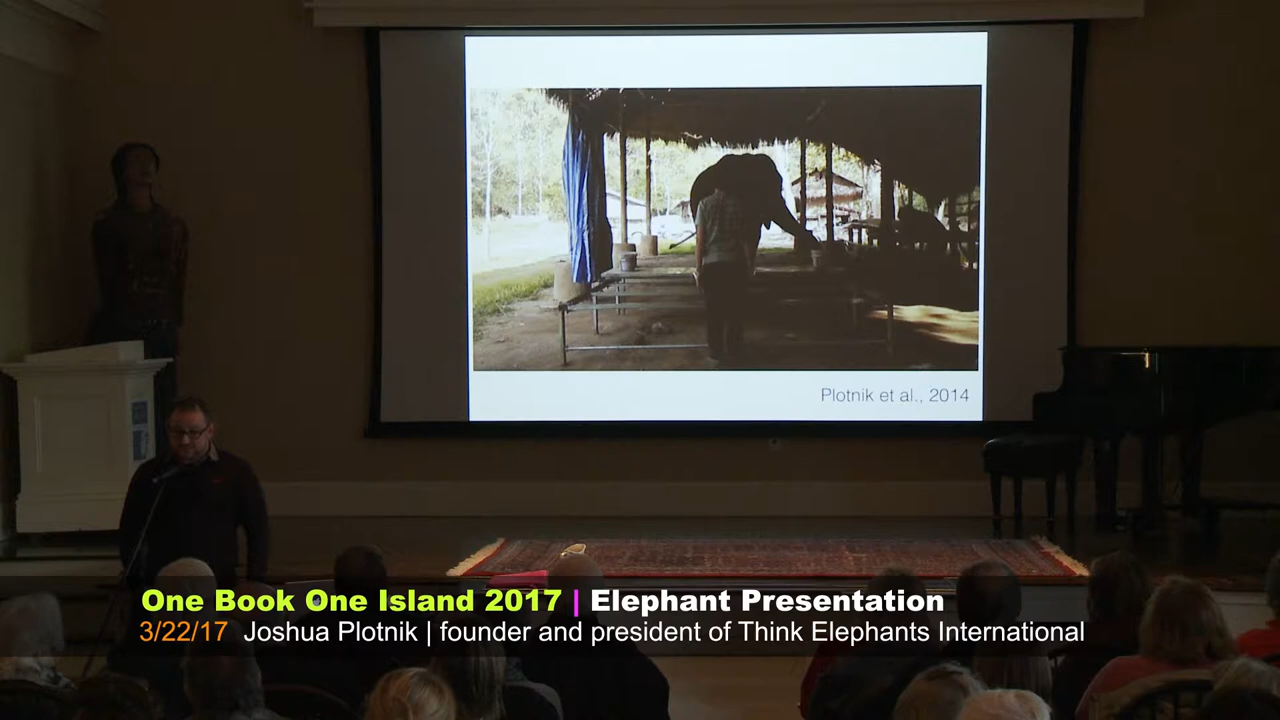 Plotnik et al., 2014
One Book One Island 2017 | Elephant Presentation
3/22/17 Joshua Plotnik | founder and president of Think Elephants International